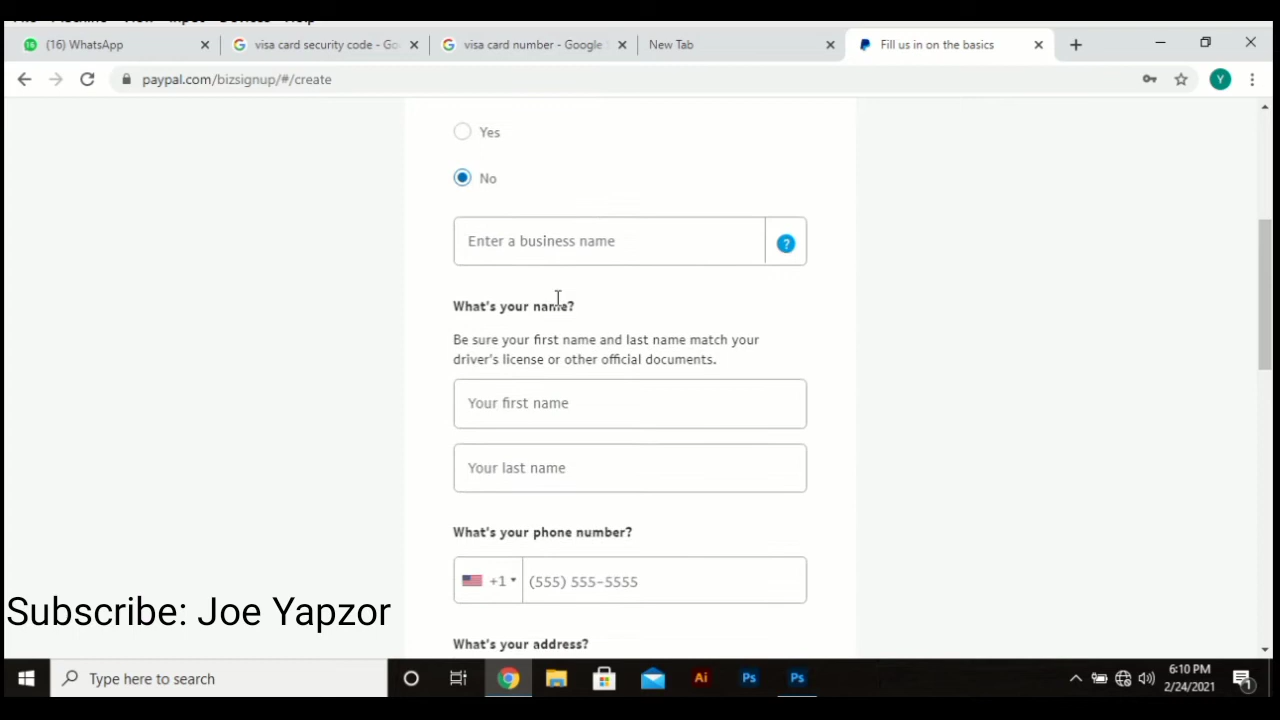 (16) WhatsApp
visa card security code - Go
visa card number - Google
New Tab
Fill us in on the basics
paypal.com/bizsignup/#/create
Y
Yes
No
Enter a business name
?
What's your name?
Be sure your first name and last name match your
driver's license or other official documents.
Your first name
Your last name
What's your phone number?
+1
(555) 555-5555
Subscribe: Joe Yapzor
What's your address?
Type here to search
Ai
Ps
Ps
6:10 PM
2/24/2021
1